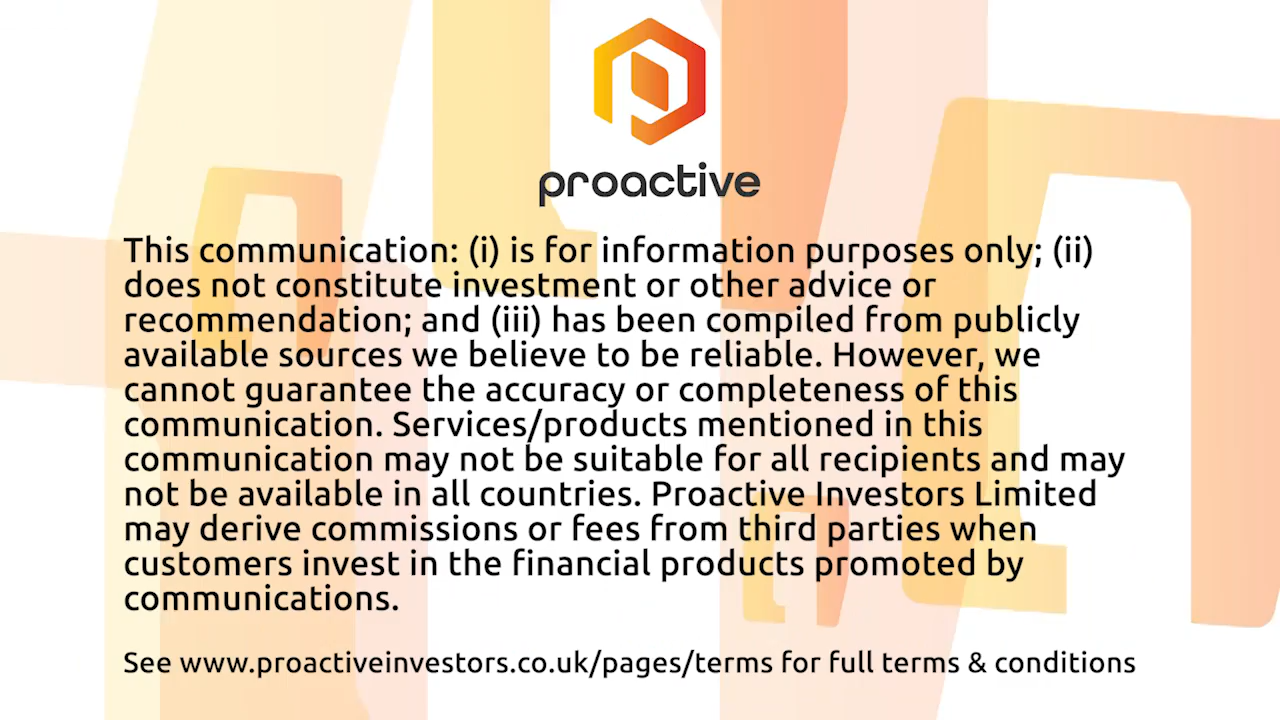 proactive
This communication: (i) is for information purposes only; (ii)
does not constitute investment or other advice or
recommendation; and (iii) has been compiled from publicly
available sources we believe to be reliable. However, we
cannot guarantee the accuracy or completeness of this
communication. Services/products mentioned in this
communication may not be suitable for all recipients and may
not be available in all countries. Proactive Investors Limited
may derive commissions or fees from third parties when
customers invest in the financial products promoted by
communications.
See www.proactiveinvestors.co.uk/pages/terms for full terms & conditions